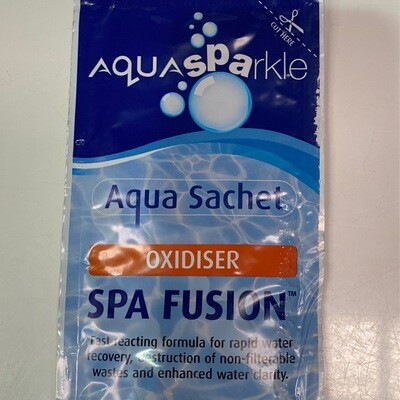 CUT HERE
AQUASPArkle
Aqua Sachet
OXIDISER
SPA FUSION™
Fast reacting formula for rapid water
recovery, destruction of non-filterable
wastes and enhanced water clarity.